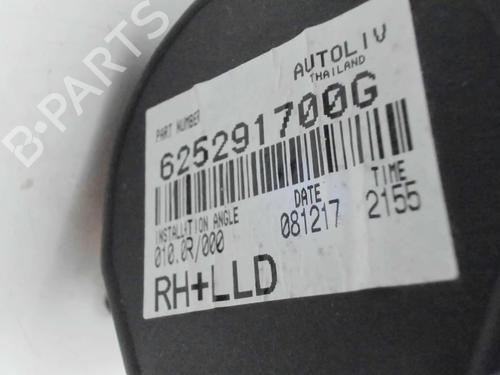 B-PARTS
AUTOLIV
THAILAND
PART NUMBER
625291700G
INSTALLATION ANGLE
010.0R/000
DATE
081217
TIME
2155
RH+LLD